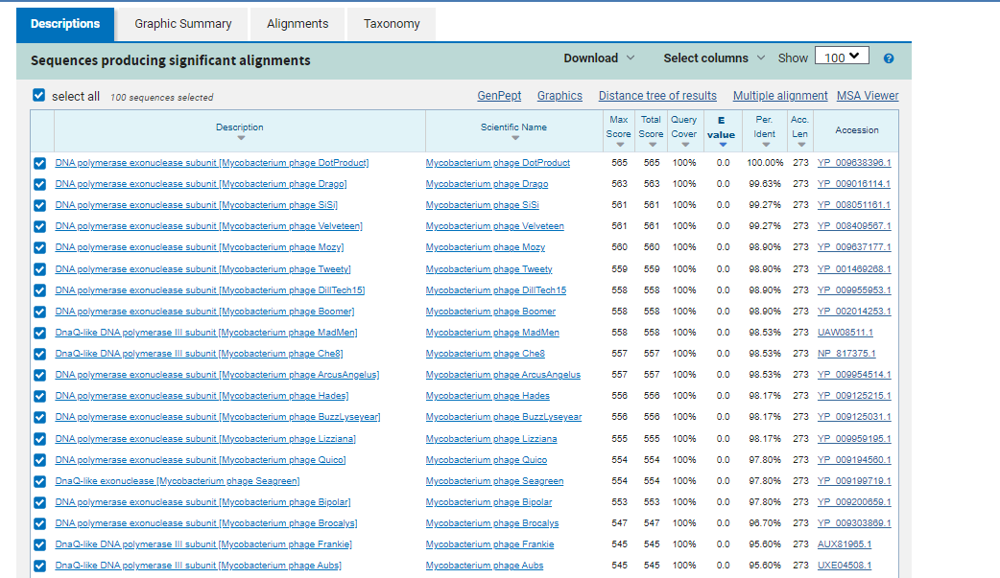 Descriptions Graphic Summary Alignments Taxonomy
Sequences producing significant alignments Download Select columns Show 100 ?
select all 100 sequences selected GenPept Graphics Distance tree of results Multiple alignment MSA Viewer
Description Scientific Name Max Score Total Score Query Cover E value Per. Ident Acc. Len Accession
DNA polymerase exonuclease subunit [Mycobacterium phage DotProduct] Mycobacterium phage DotProduct 565 565 100% 0.0 100.00% 273 YP_009638396.1
DNA polymerase exonuclease subunit [Mycobacterium phage Drago] Mycobacterium phage Drago 563 563 100% 0.0 99.63% 273 YP_009016114.1
DNA polymerase exonuclease subunit [Mycobacterium phage SiSi] Mycobacterium phage SiSi 561 561 100% 0.0 99.27% 273 YP_008051161.1
DNA polymerase exonuclease subunit [Mycobacterium phage Velveteen] Mycobacterium phage Velveteen 561 561 100% 0.0 99.27% 273 YP_008409567.1
DNA polymerase exonuclease subunit [Mycobacterium phage Mozy] Mycobacterium phage Mozy 560 560 100% 0.0 98.90% 273 YP_009637177.1
DNA polymerase exonuclease subunit [Mycobacterium phage Tweety] Mycobacterium phage Tweety 559 559 100% 0.0 98.90% 273 YP_001469268.1
DNA polymerase exonuclease subunit [Mycobacterium phage DillTech15] Mycobacterium phage DillTech15 558 558 100% 0.0 98.90% 273 YP_009955953.1
DNA polymerase exonuclease subunit [Mycobacterium phage Boomer] Mycobacterium phage Boomer 558 558 100% 0.0 98.90% 273 YP_002014253.1
DnaQ-like DNA polymerase III subunit [Mycobacterium phage MadMen] Mycobacterium phage MadMen 558 558 100% 0.0 98.53% 273 UAW08511.1
DnaQ-like DNA polymerase III subunit [Mycobacterium phage Che8] Mycobacterium phage Che8 557 557 100% 0.0 98.53% 273 NP_817375.1
DNA polymerase exonuclease subunit [Mycobacterium phage ArcusAngelus] Mycobacterium phage ArcusAngelus 557 557 100% 0.0 98.53% 273 YP_009954514.1
DNA polymerase exonuclease subunit [Mycobacterium phage Hades] Mycobacterium phage Hades 556 556 100% 0.0 98.17% 273 YP_009125215.1
DNA polymerase exonuclease subunit [Mycobacterium phage BuzzLyseyear] Mycobacterium phage BuzzLyseyear 556 556 100% 0.0 98.17% 273 YP_009125031.1
DNA polymerase exonuclease subunit [Mycobacterium phage Lizziana] Mycobacterium phage Lizziana 555 555 100% 0.0 98.17% 273 YP_009959195.1
DNA polymerase exonuclease subunit [Mycobacterium phage Quico] Mycobacterium phage Quico 554 554 100% 0.0 97.80% 273 YP_009194560.1
DnaQ-like exonuclease [Mycobacterium phage Seagreen] Mycobacterium phage Seagreen 554 554 100% 0.0 97.80% 273 YP_009199719.1
DNA polymerase exonuclease subunit [Mycobacterium phage Bipolar] Mycobacterium phage Bipolar 553 553 100% 0.0 97.80% 273 YP_009200659.1
DNA polymerase exonuclease subunit [Mycobacterium phage Brocalys] Mycobacterium phage Brocalys 547 547 100% 0.0 96.70% 273 YP_009303869.1
DnaQ-like DNA polymerase III subunit [Mycobacterium phage Frankie] Mycobacterium phage Frankie 545 545 100% 0.0 95.60% 273 AUX81965.1
DnaQ-like DNA polymerase III subunit [Mycobacterium phage Aubs] Mycobacterium phage Aubs 545 545 100% 0.0 95.60% 273 UXE04508.1